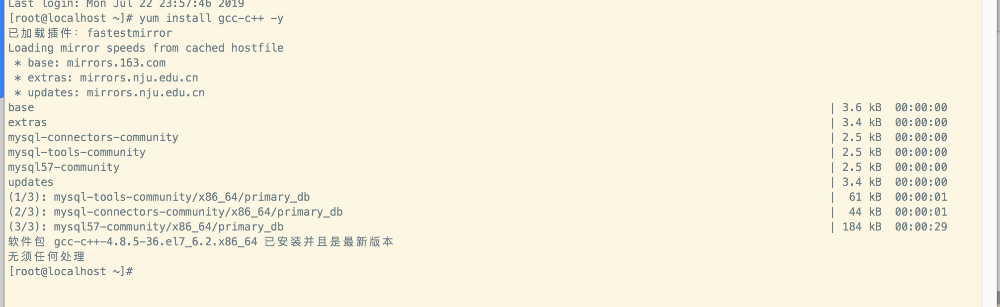 Last login: Mon Jul 22 23:57:46 2019
[root@localhost ~]# yum install gcc-c++ -y
已加载插件：fastestmirror
Loading mirror speeds from cached hostfile
 * base: mirrors.163.com
 * extras: mirrors.nju.edu.cn
 * updates: mirrors.nju.edu.cn
base | 3.6 kB 00:00:00
extras | 3.4 kB 00:00:00
mysql-connectors-community | 2.5 kB 00:00:00
mysql-tools-community | 2.5 kB 00:00:00
mysql57-community | 2.5 kB 00:00:00
updates | 3.4 kB 00:00:00
(1/3): mysql-tools-community/x86_64/primary_db | 61 kB 00:00:01
(2/3): mysql-connectors-community/x86_64/primary_db | 44 kB 00:00:01
(3/3): mysql57-community/x86_64/primary_db | 184 kB 00:00:29
软件包 gcc-c++-4.8.5-36.el7_6.2.x86_64 已安装并且是最新版本
无须任何处理
[root@localhost ~]#